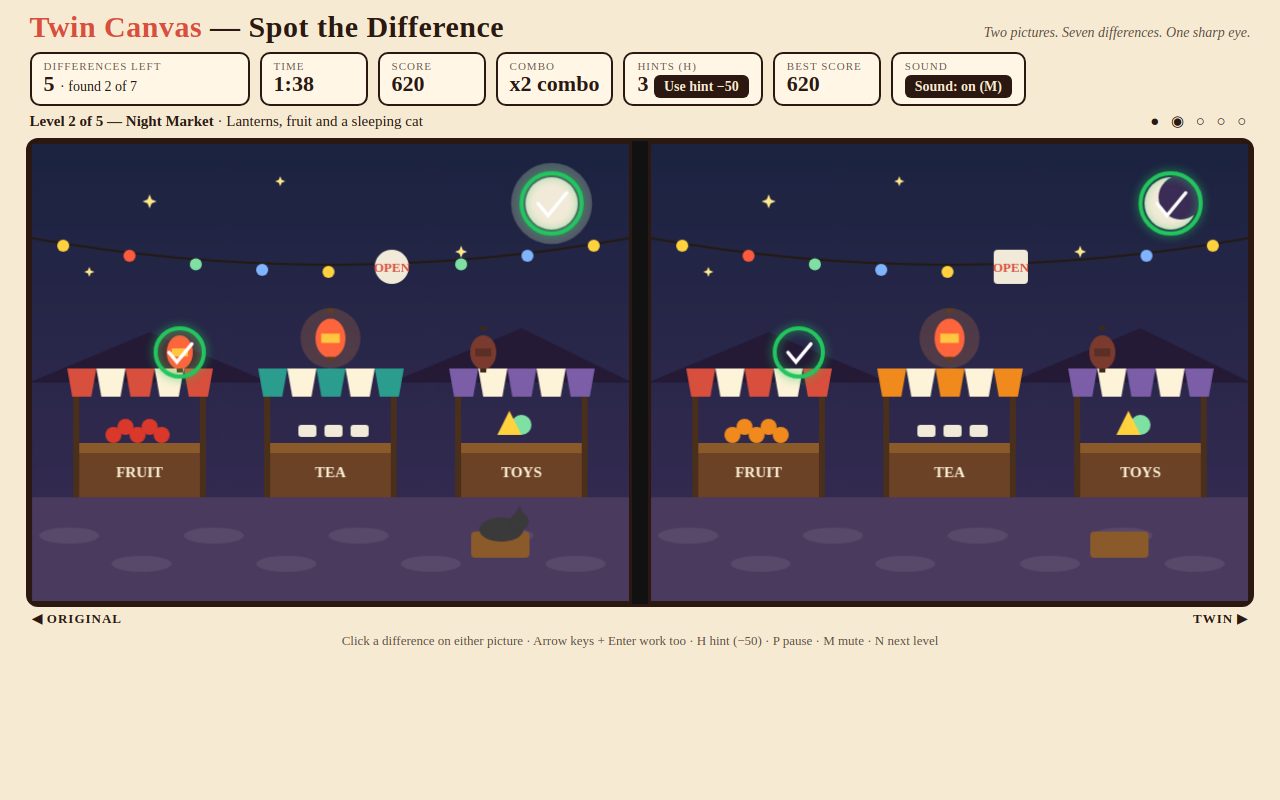 Twin Canvas — Spot the Difference
Two pictures. Seven differences. One sharp eye.
DIFFERENCES LEFT
5 · found 2 of 7
TIME
1:38
SCORE
620
COMBO
x2 combo
HINTS (H)
3 Use hint −50
BEST SCORE
620
SOUND
Sound: on (M)
Level 2 of 5 — Night Market · Lanterns, fruit and a sleeping cat
OPEN
FRUIT
TEA
TOYS
OPEN
FRUIT
TEA
TOYS
◀ ORIGINAL
TWIN ▶
Click a difference on either picture · Arrow keys + Enter work too · H hint (−50) · P pause · M mute · N next level